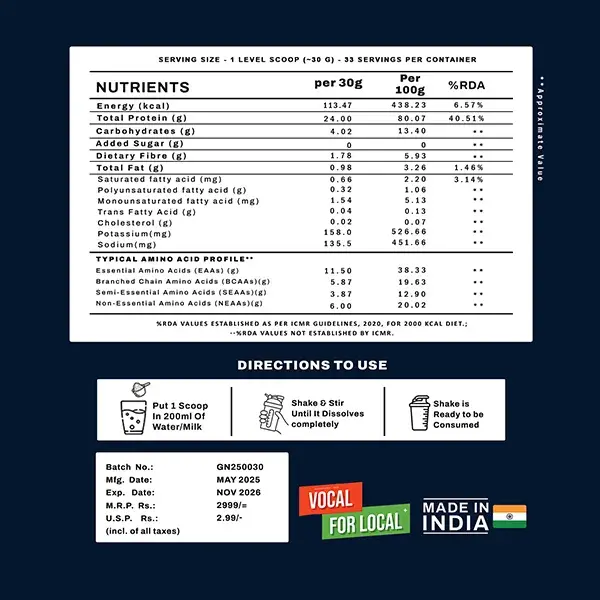 SERVING SIZE - 1 LEVEL SCOOP (~30 G) - 33 SERVINGS PER CONTAINER
NUTRIENTS per 30g Per 100g %RDA
Energy (kcal) 113.47 438.23 6.57%
Total Protein (g) 24.00 80.07 40.51%
Carbohydrates (g) 4.02 13.40 **
Added Sugar (g) 0 0 **
Dietary Fibre (g) 1.78 5.93 **
Total Fat (g) 0.98 3.26 1.46%
Saturated fatty acid (mg) 0.66 2.20 3.14%
Polyunsaturated fatty acid (g) 0.32 1.06 **
Monounsaturated fatty acid (mg) 1.54 5.13 **
Trans Fatty Acid (g) 0.04 0.13 **
Cholesterol (g) 0.02 0.07 **
Potassium(mg) 158.0 526.66 **
Sodium(mg) 135.5 451.66 **
TYPICAL AMINO ACID PROFILE**
Essential Amino Acids (EAAs) (g) 11.50 38.33 **
Branched Chain Amino Acids (BCAAs)(g) 5.87 19.63 **
Semi-Essential Amino Acids (SEAAs)(g) 3.87 12.90 **
Non-Essential Amino Acids (NEAAs)(g) 6.00 20.02 **
%RDA VALUES ESTABLISHED AS PER ICMR GUIDELINES, 2020, FOR 2000 KCAL DIET.;
**%RDA VALUES NOT ESTABLISHED BY ICMR.
**Approximate Value
DIRECTIONS TO USE
Put 1 Scoop
In 200ml Of
Water/Milk
Shake & Stir
Until It Dissolves
completely
Shake is
Ready to be
Consumed
Batch No.: GN250030
Mfg. Date: MAY 2025
Exp. Date: NOV 2026
M.R.P. Rs.: 2999/=
U.S.P. Rs.: 2.99/-
(incl. of all taxes)
VOCAL
FOR LOCAL
MADE IN
INDIA